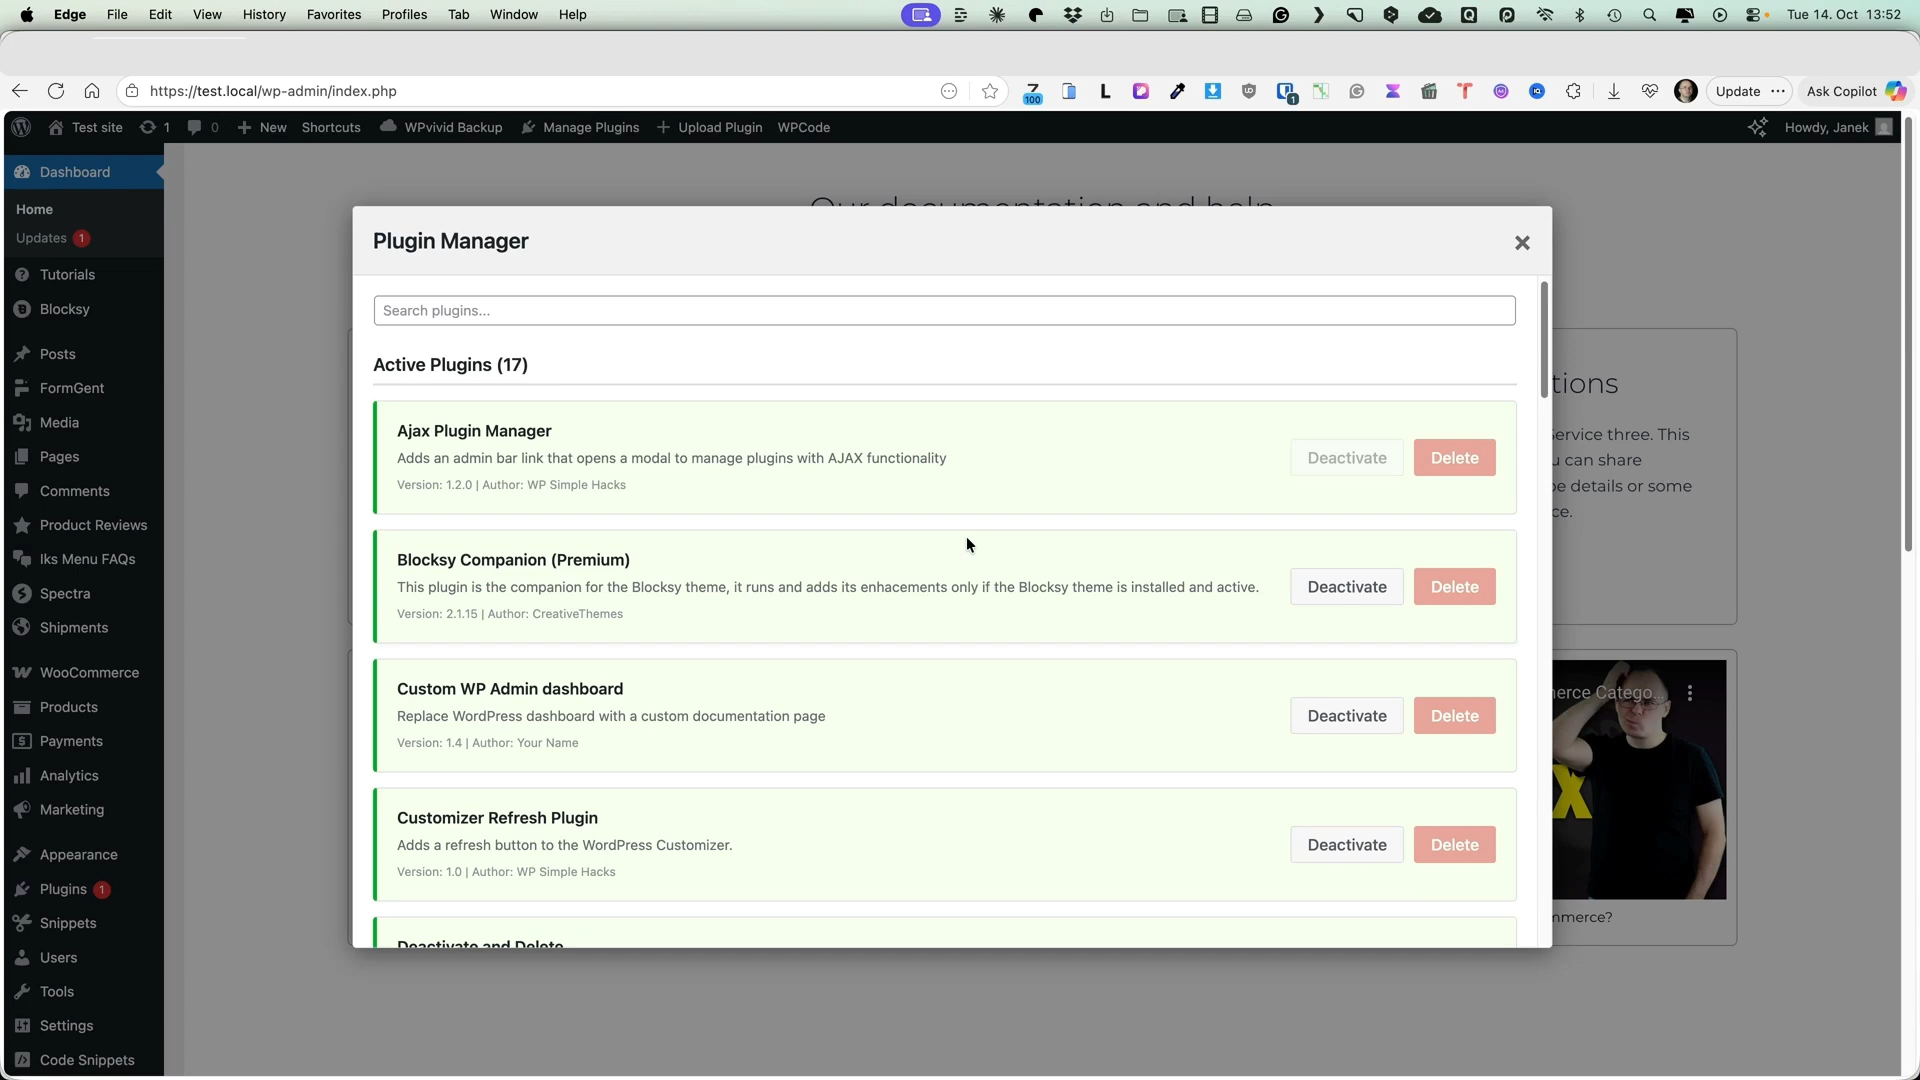 Edge File Edit View History Favorites Profiles Tab Window Help
Tue 14. Oct 13:52
https://test.local/wp-admin/index.php
100
L
1
Update
Ask Copilot
Test site 1 0 New Shortcuts WPvivid Backup Manage Plugins Upload Plugin WPCode
Howdy, Janek
Dashboard
Home
Updates 1
Tutorials
Blocksy
Posts
FormGent
Media
Pages
Comments
Product Reviews
Iks Menu FAQs
Spectra
Shipments
WooCommerce
Products
Payments
Analytics
Marketing
Appearance
Plugins 1
Snippets
Users
Tools
Settings
Code Snippets
Our documentation and help
Plugin Manager
Search plugins...
Active Plugins (17)
Ajax Plugin Manager
Adds an admin bar link that opens a modal to manage plugins with AJAX functionality
Version: 1.2.0 | Author: WP Simple Hacks
Deactivate Delete
Blocksy Companion (Premium)
This plugin is the companion for the Blocksy theme, it runs and adds its enhacements only if the Blocksy theme is installed and active.
Version: 2.1.15 | Author: CreativeThemes
Deactivate Delete
Custom WP Admin dashboard
Replace WordPress dashboard with a custom documentation page
Version: 1.4 | Author: Your Name
Deactivate Delete
Customizer Refresh Plugin
Adds a refresh button to the WordPress Customizer.
Version: 1.0 | Author: WP Simple Hacks
Deactivate Delete
Deactivate and Delete
tions
Service three. This
u can share
be details or some
ce.
nerce Catego...
mmerce?